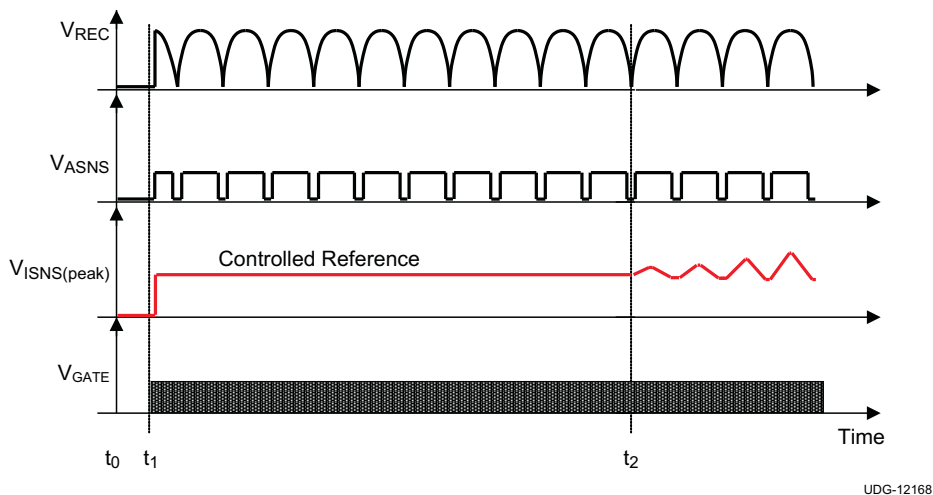 VREC
VASNS
VISNS(peak)
Controlled Reference
VGATE
Time
t0 t1 t2
UDG-12168